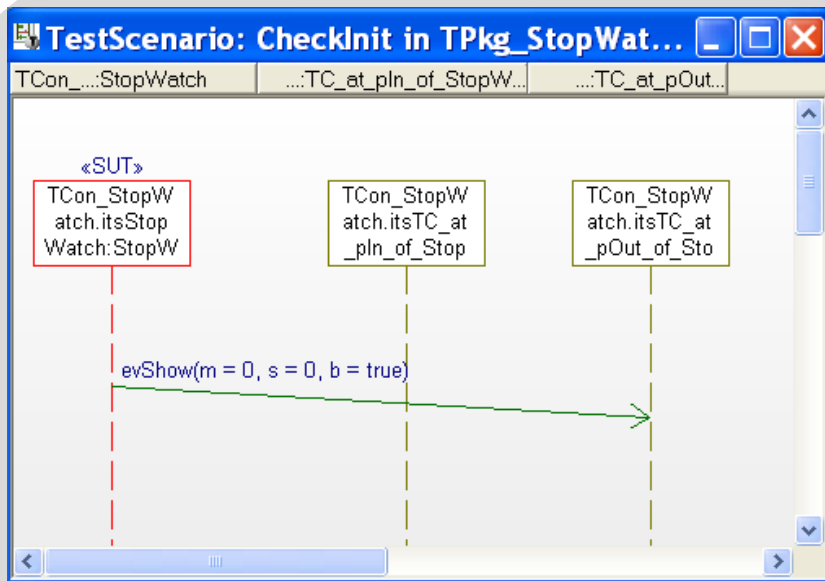 TestScenario: CheckInit in TPkg_StopWat...
TCon_...:StopWatch
...:TC_at_pIn_of_StopW...
...:TC_at_pOut...
«SUT»
TCon_StopW
atch.itsStop
Watch:StopW
TCon_StopW
atch.itsTC_at
_pIn_of_Stop
TCon_StopW
atch.itsTC_at
_pOut_of_Sto
evShow(m = 0, s = 0, b = true)